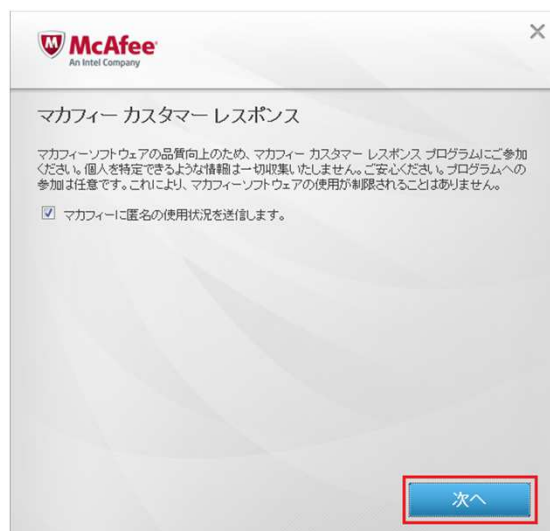 McAfee
An Intel Company
マカフィー カスタマー レスポンス
マカフィーソフトウェアの品質向上のため、マカフィー カスタマー レスポンス プログラムにご参加
ください。個人を特定できるような情報は一切収集いたしません。ご安心ください。プログラムへの
参加は任意です。これにより、マカフィーソフトウェアの使用が制限されることはありません。
マカフィーに匿名の使用状況を送信します。
次へ